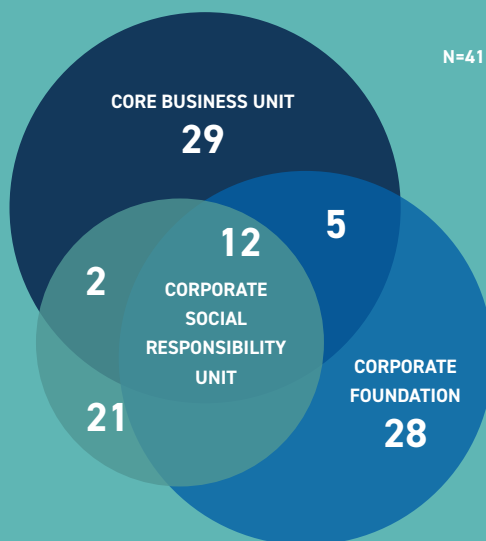 N=41
CORE BUSINESS UNIT
29
5
12
2
CORPORATE
SOCIAL
RESPONSIBILITY
UNIT
21
CORPORATE
FOUNDATION
28